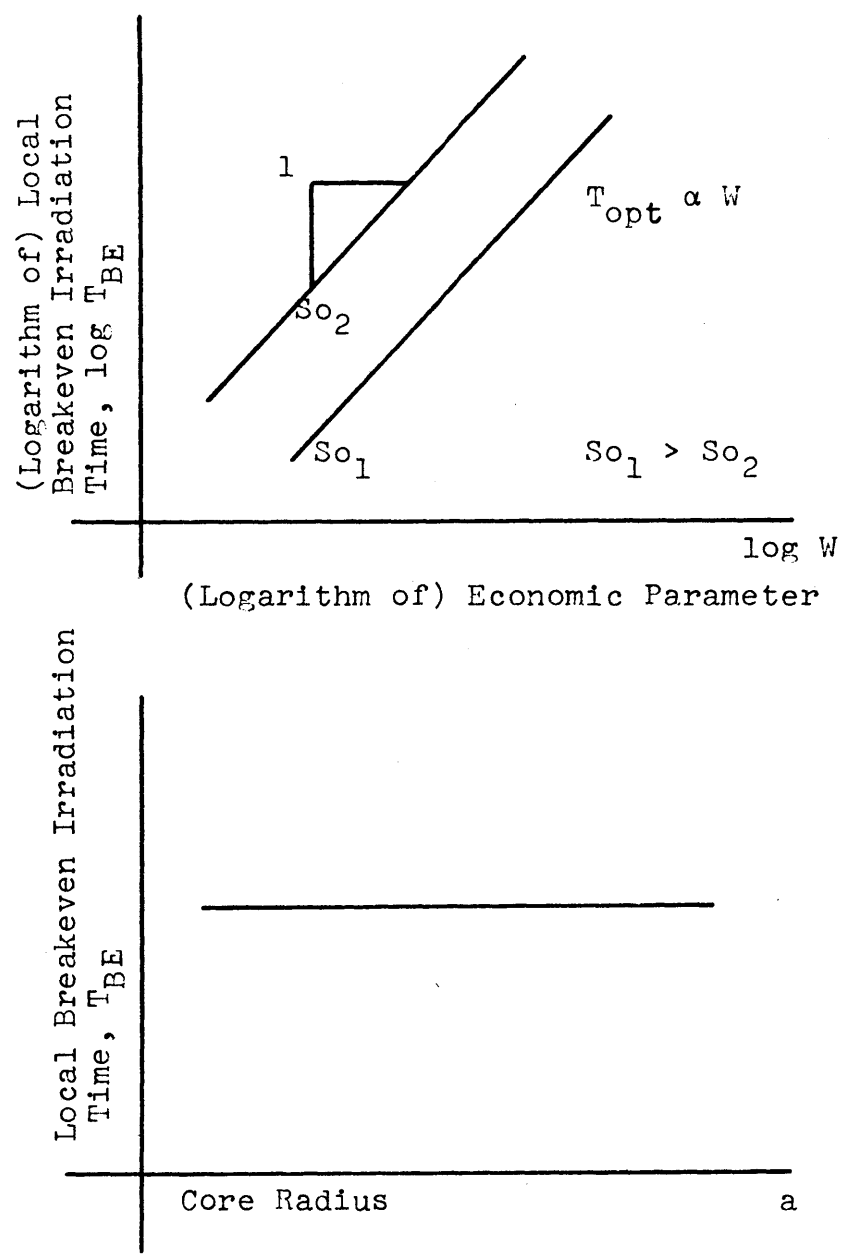 (Logarithm of) Local
Breakeven Irradiation
Time, log T_BE
1
So_2
T_opt α W
So_1
So_1 > So_2
log W
(Logarithm of) Economic Parameter
Local Breakeven Irradiation
Time, T_BE
Core Radius
a